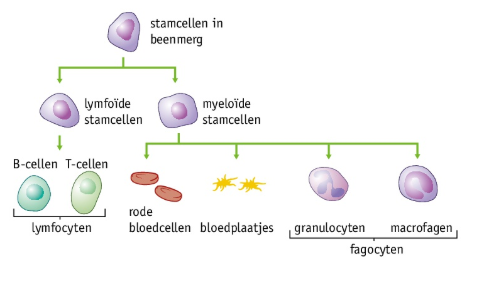 stamcellen in
beenmerg
lymfoïde
stamcellen
myeloïde
stamcellen
B-cellen T-cellen
rode
bloedcellen
bloedplaatjes
granulocyten
macrofagen
lymfocyten
fagocyten